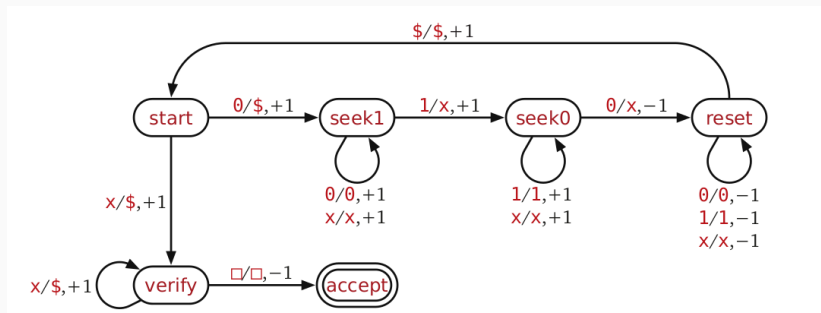 $/$,+1
0/$,+1
1/x,+1
0/x,−1
start
seek1
seek0
reset
0/0,+1
x/x,+1
1/1,+1
x/x,+1
0/0,−1
1/1,−1
x/x,−1
x/$,+1
x/$,+1
verify
□/□,−1
accept